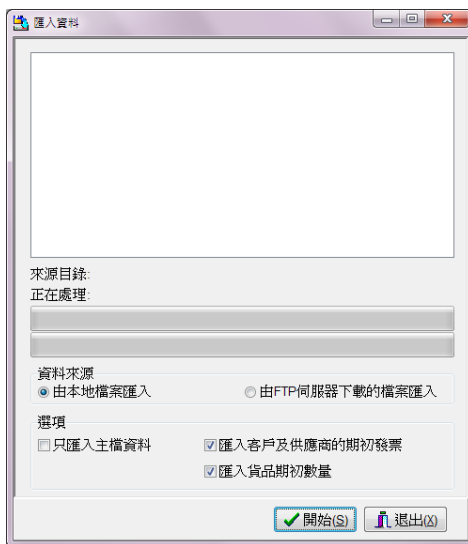 匯入資料
來源目錄:
正在處理:
資料來源
由本地檔案匯入 由FTP伺服器下載的檔案匯入
選項
只匯入主檔資料 匯入客戶及供應商的期初發票
匯入貨品期初數量
開始(S) 退出(X)